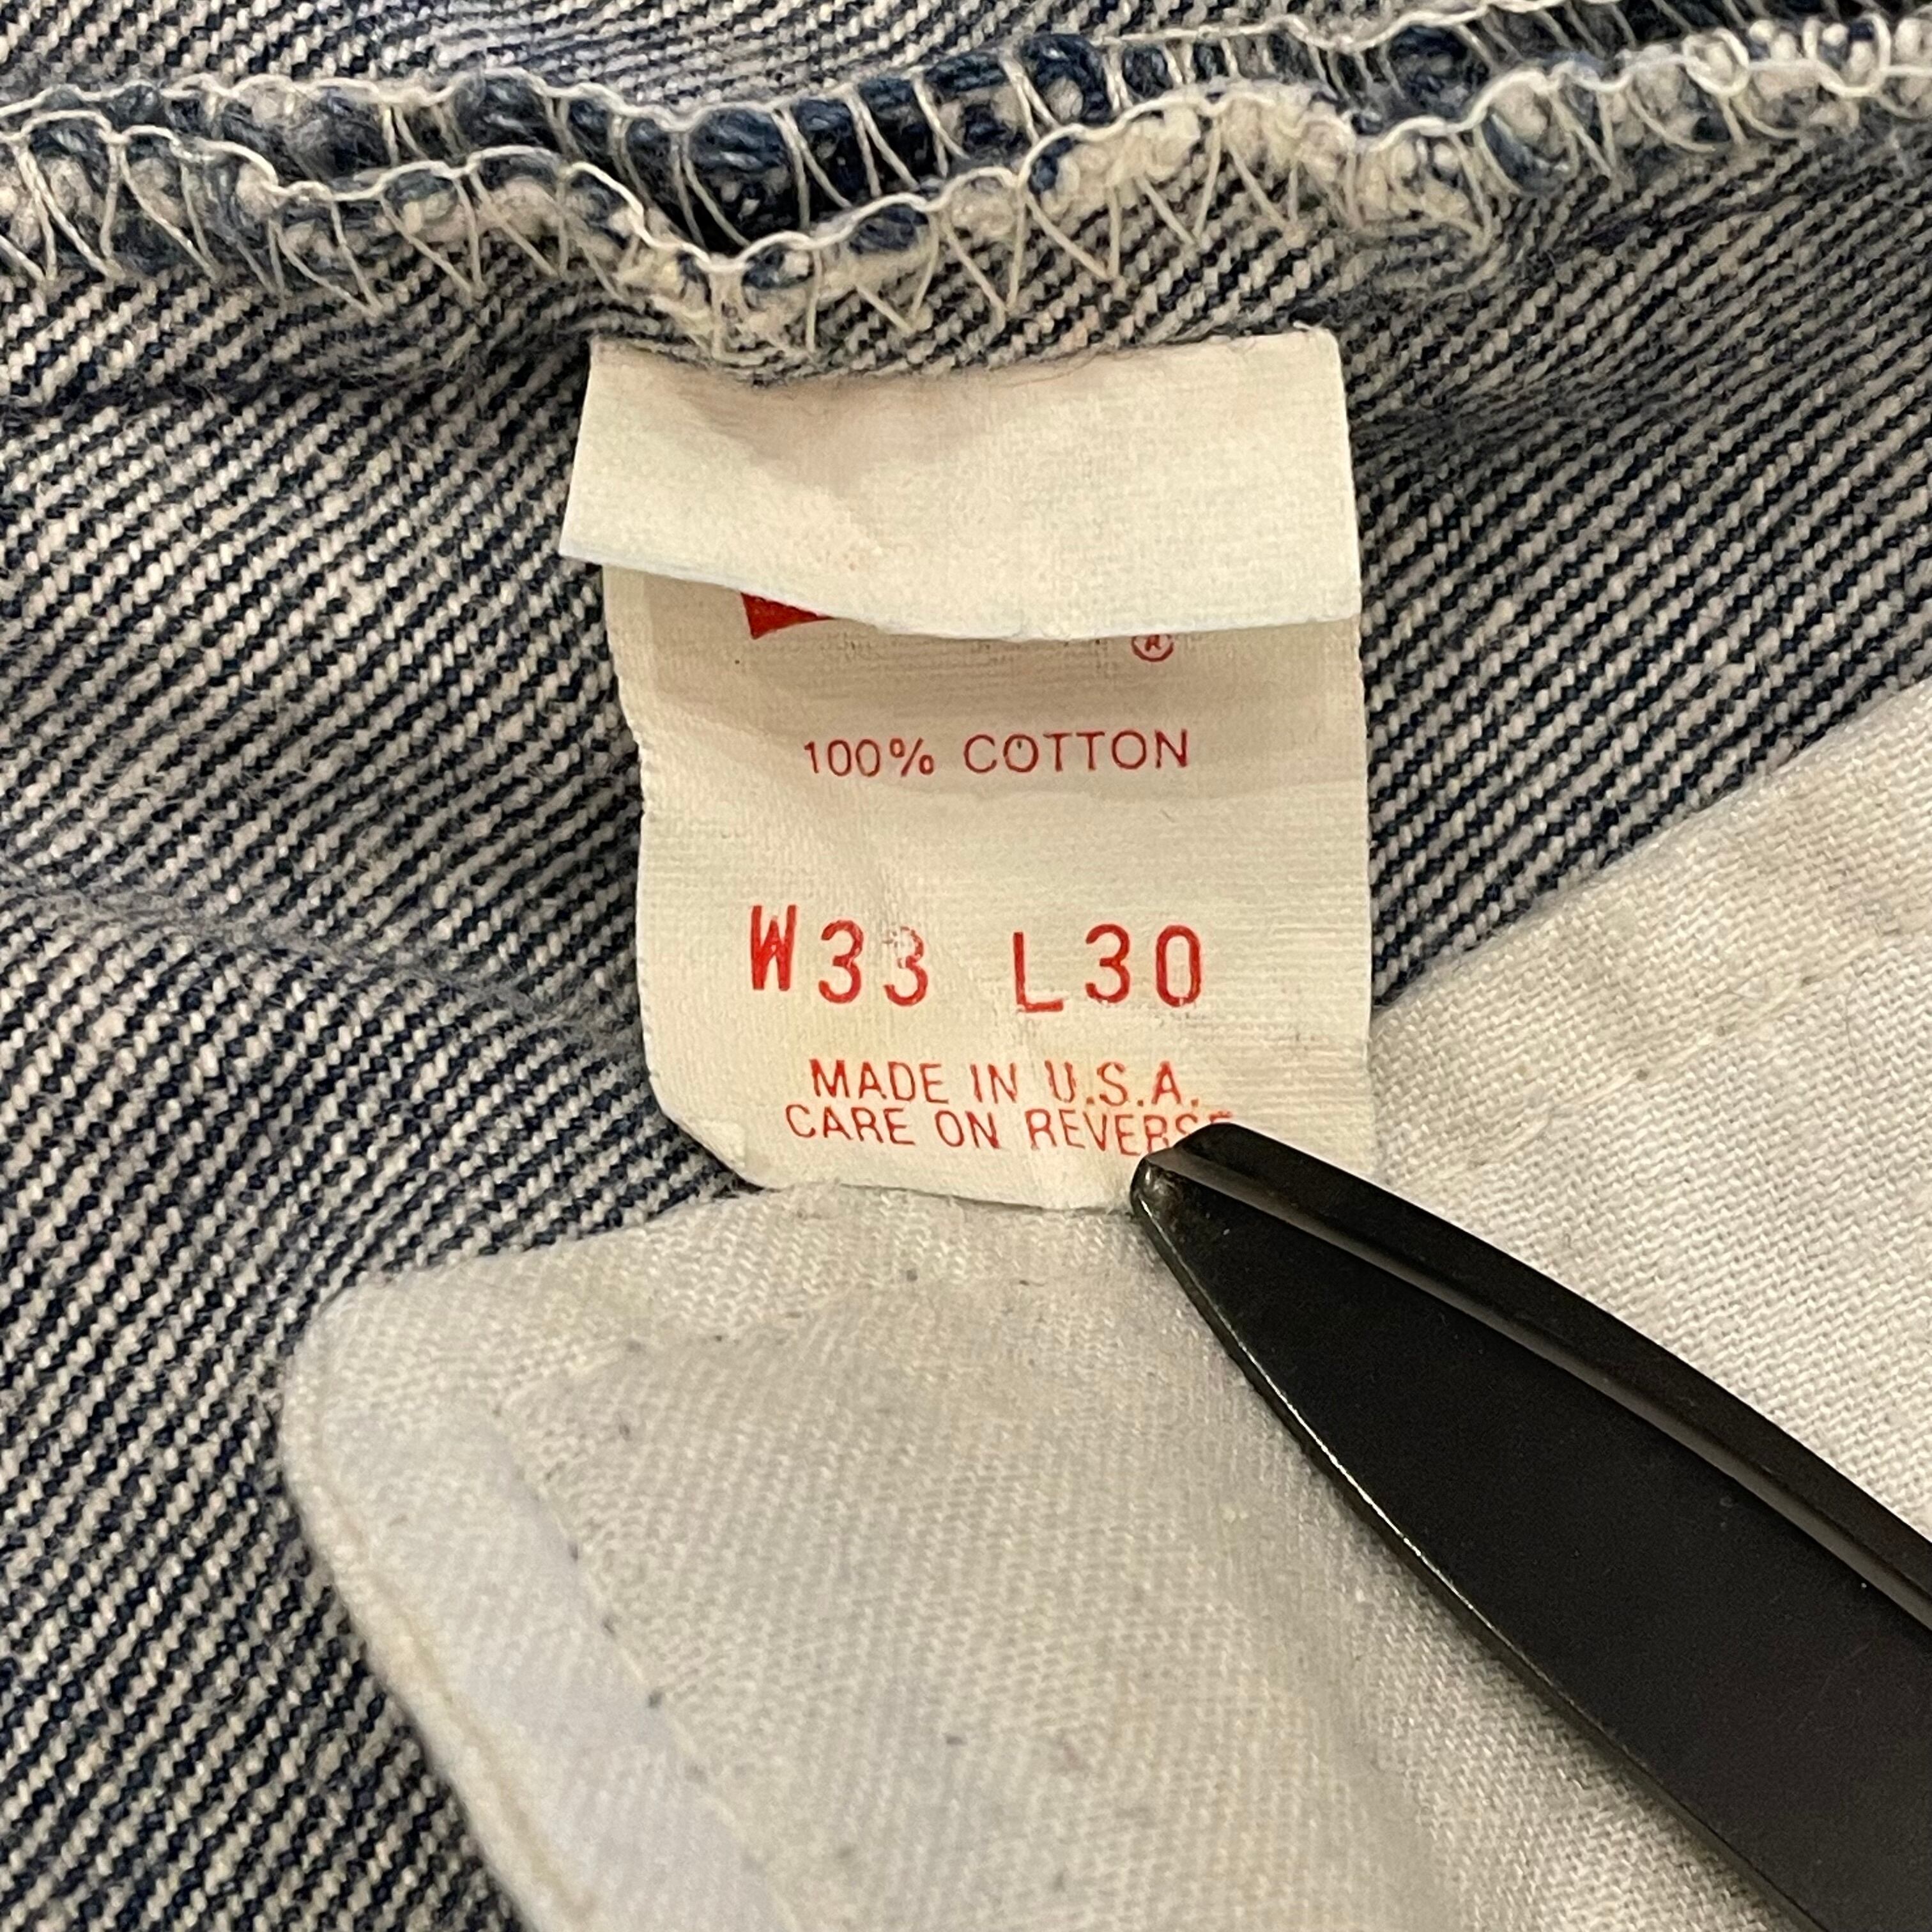 ®
100% COTTON
W33 L30
MADE IN U.S.A.
CARE ON REVERSE